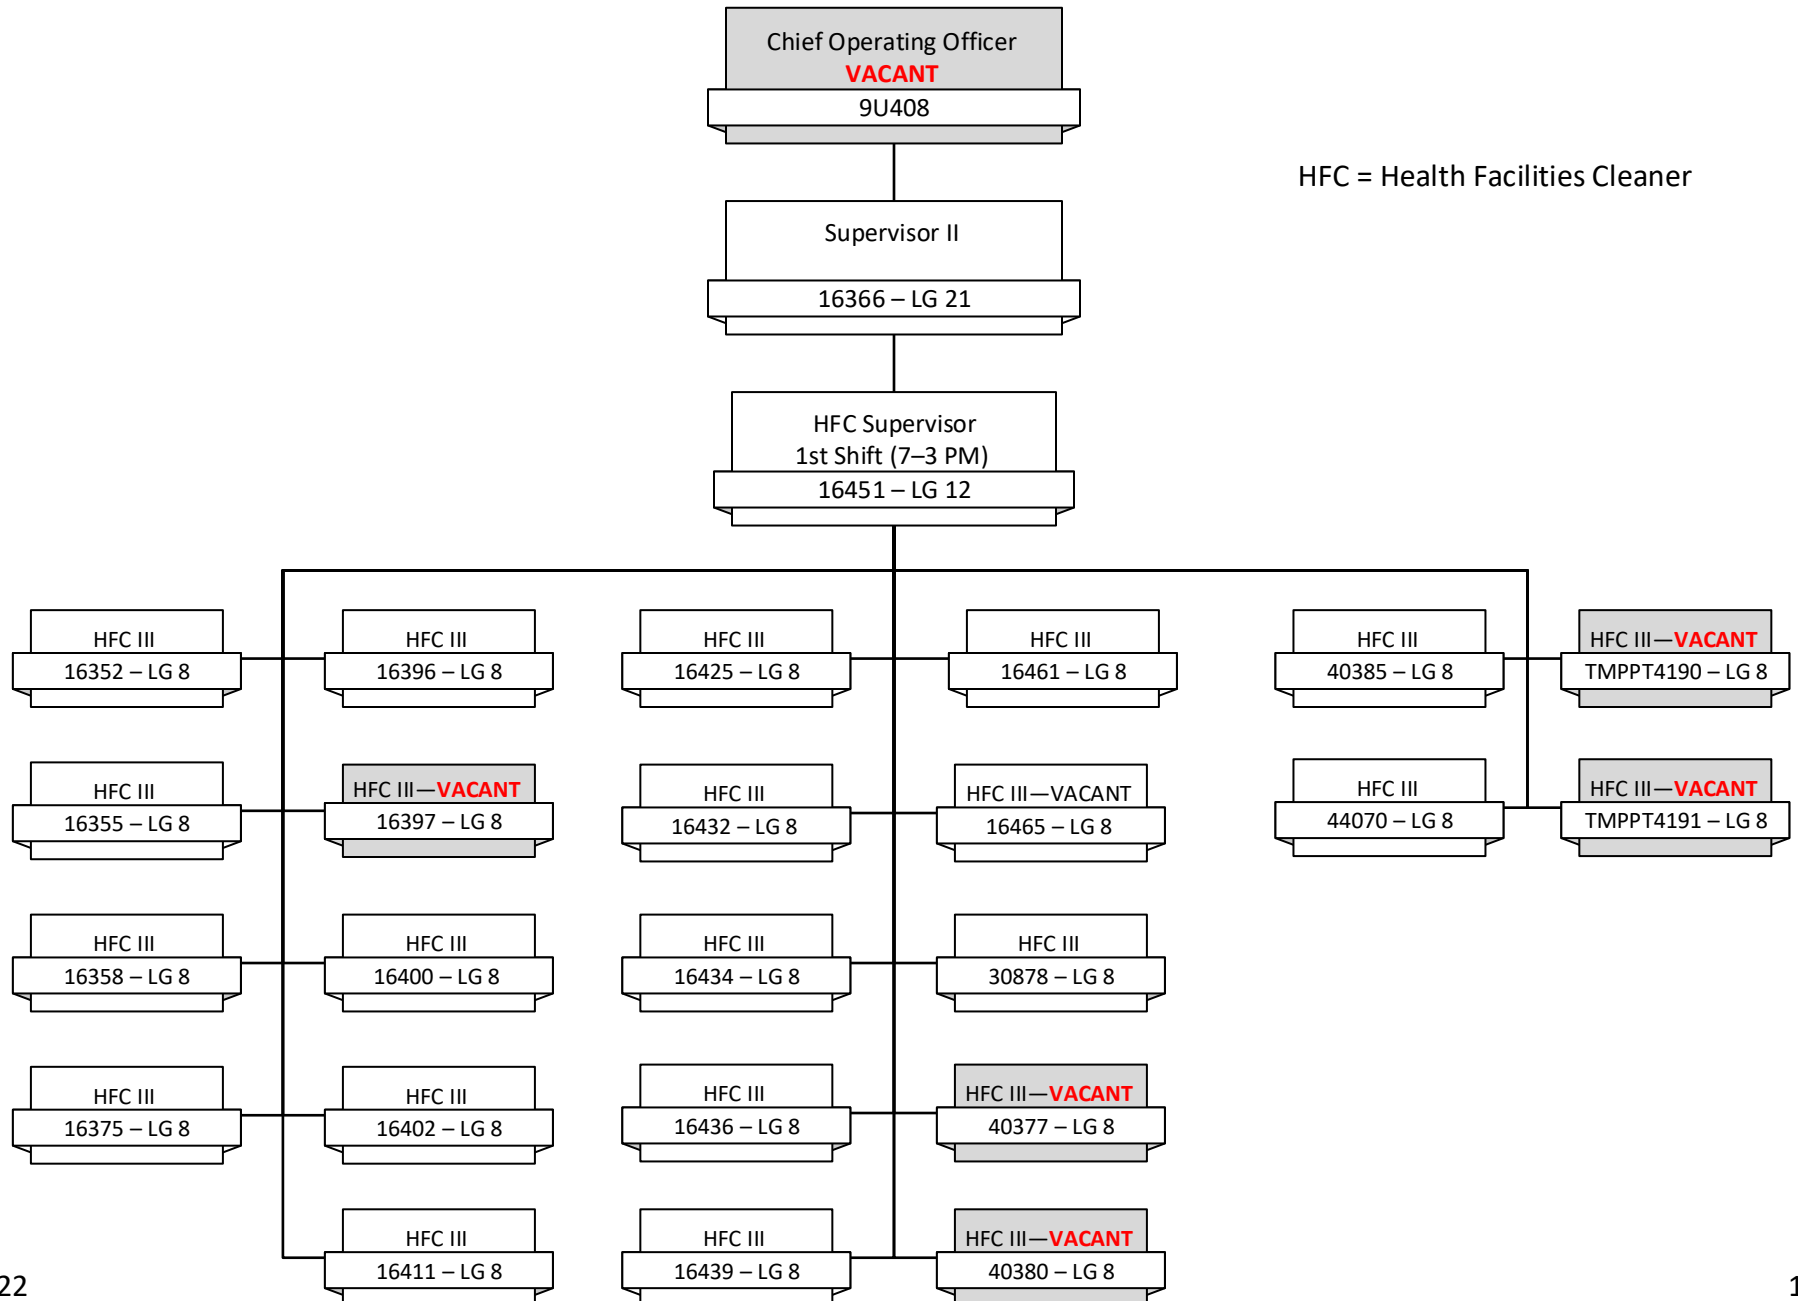 Chief Operating Officer
VACANT
9U408
HFC = Health Facilities Cleaner
Supervisor II
16366 – LG 21
HFC Supervisor
1st Shift (7–3 PM)
16451 – LG 12
HFC III
16352 – LG 8
HFC III
16396 – LG 8
HFC III
16425 – LG 8
HFC III
16461 – LG 8
HFC III
40385 – LG 8
HFC III—VACANT
TMPPT4190 – LG 8
HFC III
16355 – LG 8
HFC III—VACANT
16397 – LG 8
HFC III
16432 – LG 8
HFC III—VACANT
16465 – LG 8
HFC III
44070 – LG 8
HFC III—VACANT
TMPPT4191 – LG 8
HFC III
16358 – LG 8
HFC III
16400 – LG 8
HFC III
16434 – LG 8
HFC III
30878 – LG 8
HFC III
16375 – LG 8
HFC III
16402 – LG 8
HFC III
16436 – LG 8
HFC III—VACANT
40377 – LG 8
HFC III
16411 – LG 8
HFC III
16439 – LG 8
HFC III—VACANT
40380 – LG 8
22
1